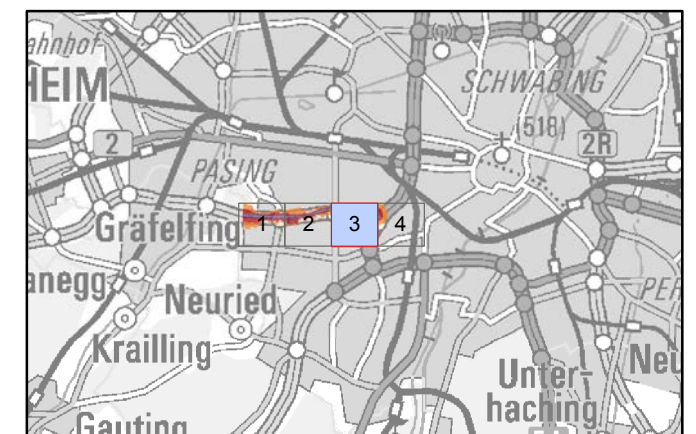 ahnhof-
HEIM
SCHWABING
(518)
2
2R
PASING
1
2
3
4
Gräfelfing
anegg
Neuried
PER
Krailling
Unter-
Neu
haching
Gauting